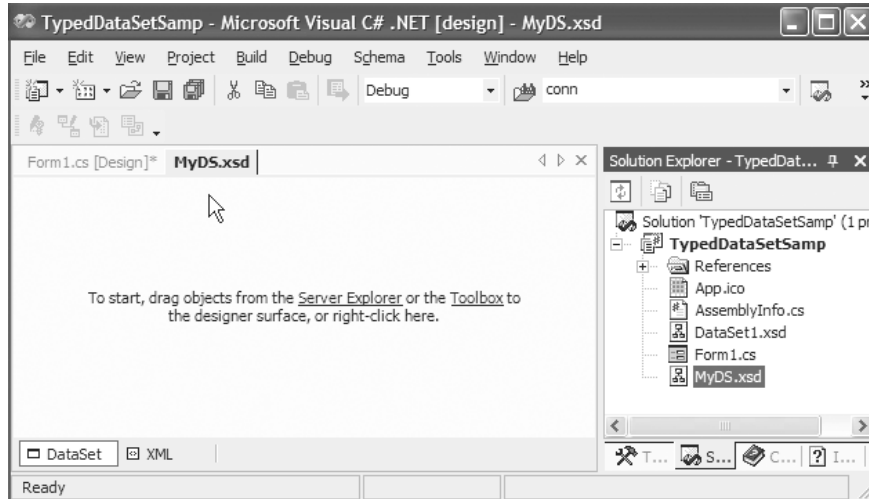 TypedDataSetSamp - Microsoft Visual C# .NET [design] - MyDS.xsd
File Edit View Project Build Debug Schema Tools Window Help
Debug conn
Form1.cs [Design]* MyDS.xsd
Solution Explorer - TypedDat...
To start, drag objects from the Server Explorer or the Toolbox to
the designer surface, or right-click here.
Solution 'TypedDataSetSamp' (1 pr
TypedDataSetSamp
References
App.ico
AssemblyInfo.cs
DataSet1.xsd
Form1.cs
MyDS.xsd
DataSet XML
T... S... C... I...
Ready